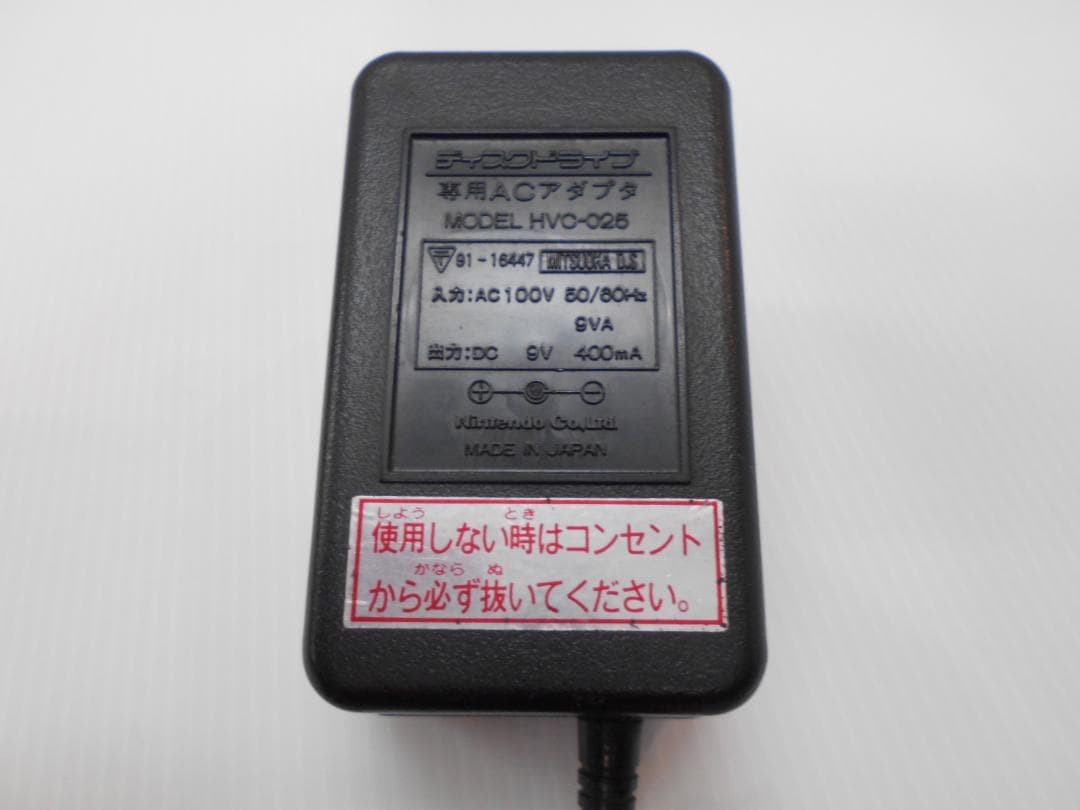 ディスクドライブ
専用ACアダプタ
MODEL HVC-025
91-16447 MITSUOKA D.S
入力:AC100V 50/60Hz
9VA
出力:DC 9V 400mA
Nintendo Co.,Ltd.
MADE IN JAPAN
しよう とき
使用しない時はコンセント
かなら ぬ
から必ず抜いてください。